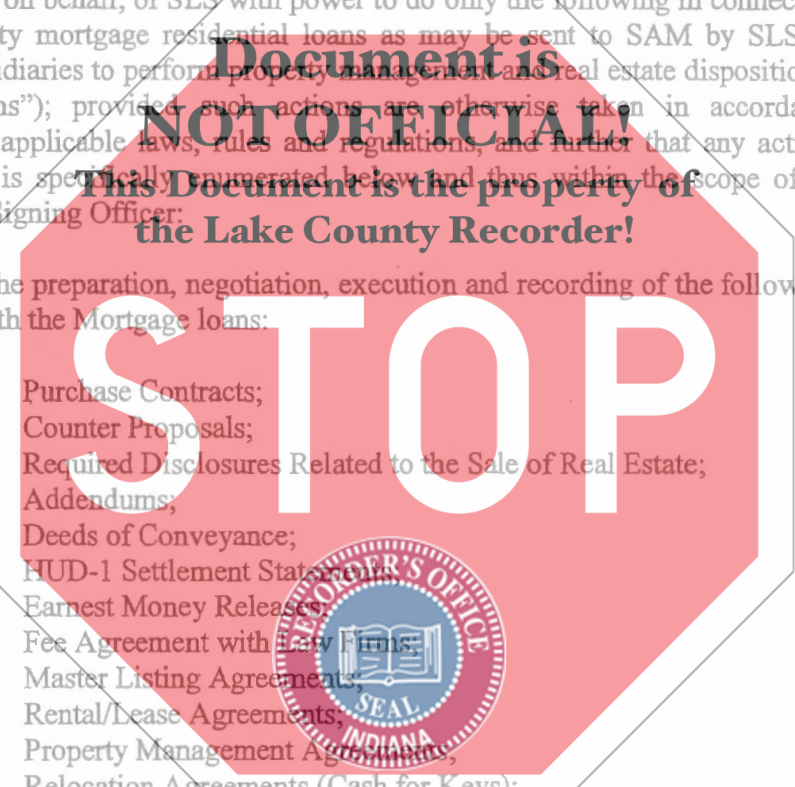 on behalf, of SLS with power to do only the following in connec
ty mortgage residential loans as may be sent to SAM by SLS
Document is
diaries to perform property management and real estate dispositio
ns"); provided such actions are otherwise taken in accorda
NOT OFFICIAL!
applicable laws, rules and regulations, and further that any act
is specifically enumerated below and thus within the scope of
This Document is the property of
igning Officer:
the Lake County Recorder!
he preparation, negotiation, execution and recording of the follow
th the Mortgage loans:
STOP
Purchase Contracts;
Counter Proposals;
Required Disclosures Related to the Sale of Real Estate;
Addendums;
Deeds of Conveyance;
HUD-1 Settlement Statements;
Earnest Money Releases;
Fee Agreement with Law Firms;
Master Listing Agreements;
Rental/Lease Agreements;
Property Management Agreements;
Relocation Agreements (Cash for Keys);
RECORDER'S OFFICE
SEAL
INDIANA